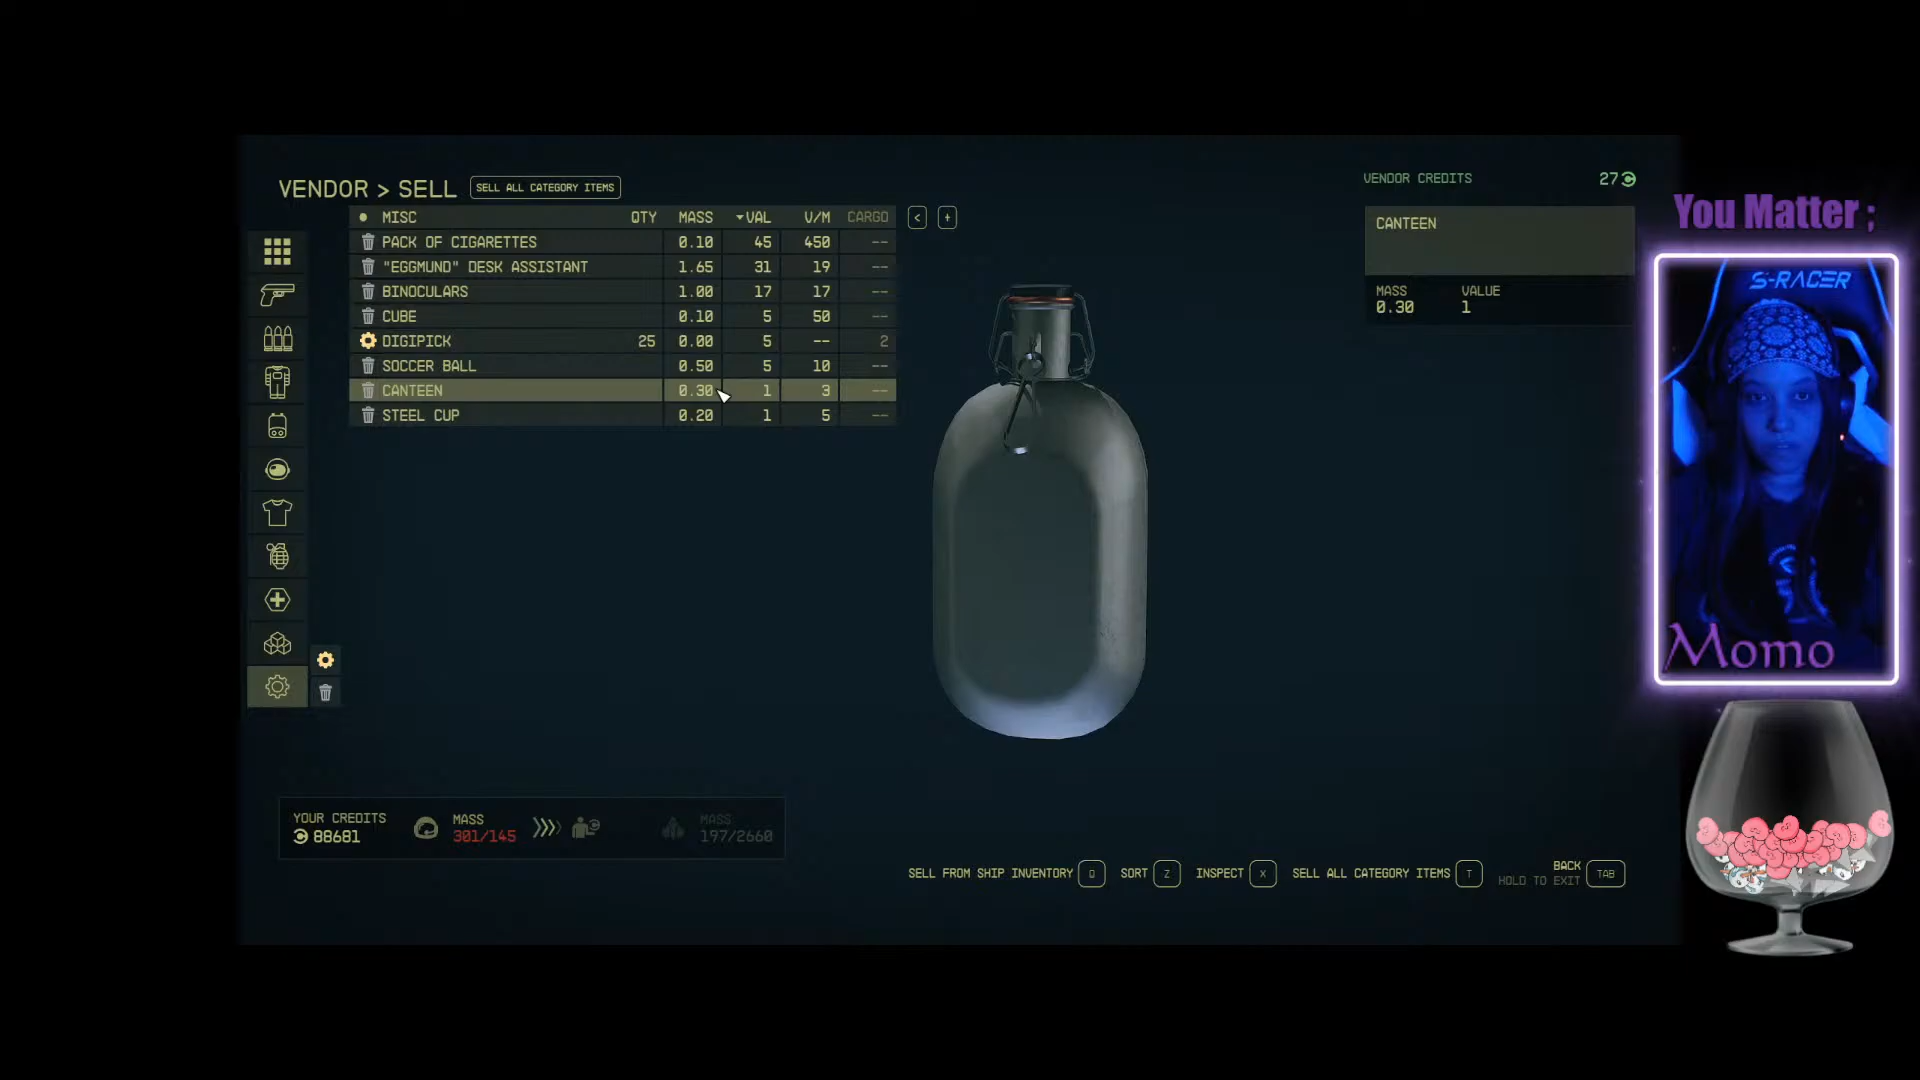 VENDOR > SELL
SELL ALL CATEGORY ITEMS
MISC QTY MASS VAL V/M CARGO < +
PACK OF CIGARETTES 0.10 45 450 --
"EGGMUND" DESK ASSISTANT 1.65 31 19 --
BINOCULARS 1.00 17 17 --
CUBE 0.10 5 50 --
DIGIPICK 25 0.00 5 -- 2
SOCCER BALL 0.50 5 10 --
CANTEEN 0.30 1 3 --
STEEL CUP 0.20 1 5 --
VENDOR CREDITS 27
CANTEEN
MASS VALUE
0.30 1
You Matter ;
S-RACER
Momo
YOUR CREDITS
88681
MASS
301/145
MASS
197/2660
SELL FROM SHIP INVENTORY Q SORT Z INSPECT X SELL ALL CATEGORY ITEMS T
BACK
HOLD TO EXIT TAB